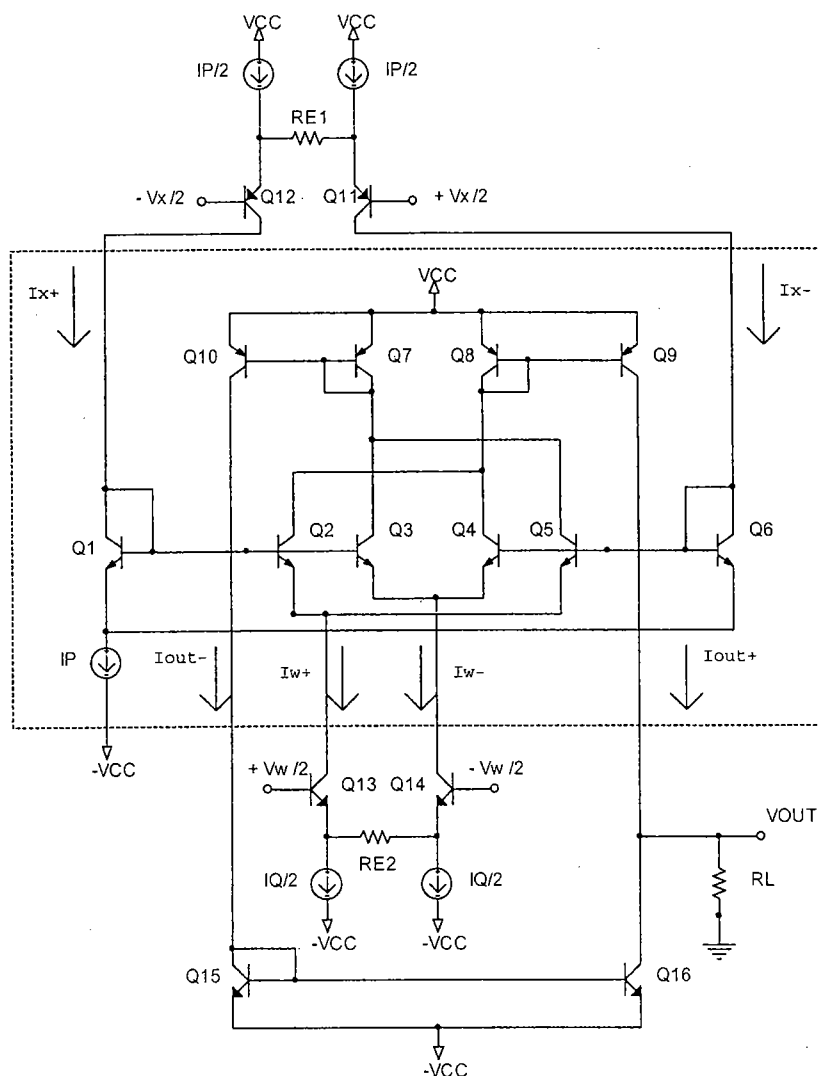 VCC VCC
IP/2 IP/2
RE1
- Vx/2 Q12 Q11 + Vx/2
Ix+ VCC Ix-
Q10 Q7 Q8 Q9
Q1 Q2 Q3 Q4 Q5 Q6
IP Iout- Iw+ Iw- Iout+
-VCC
+ Vw/2 Q13 Q14 - Vw/2
VOUT
RE2
IQ/2 IQ/2 RL
-VCC -VCC
Q15 Q16
-VCC